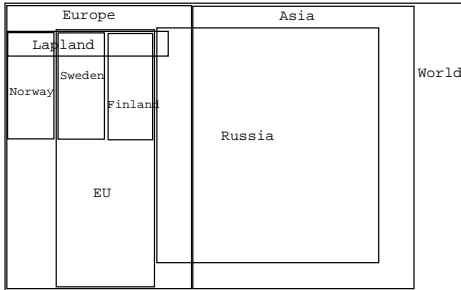 Europe
Asia
Lapland
World
Sweden
Norway
Finland
Russia
EU